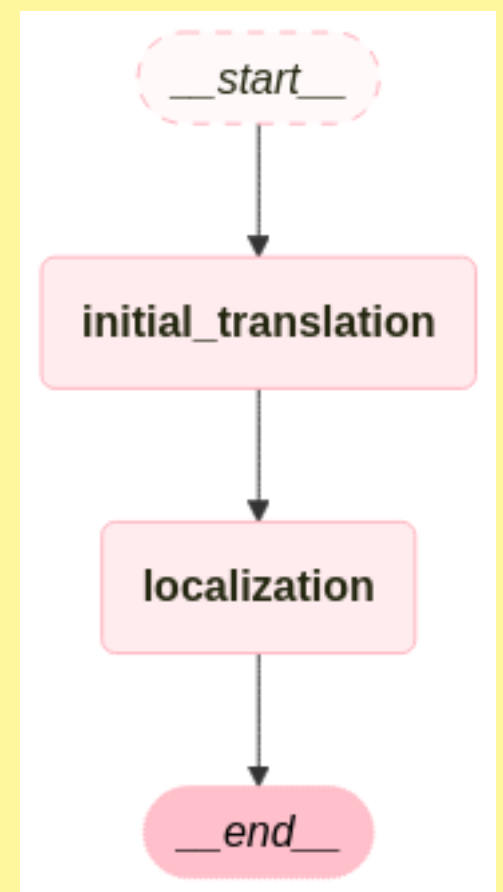 __start__
initial_translation
localization
__end__